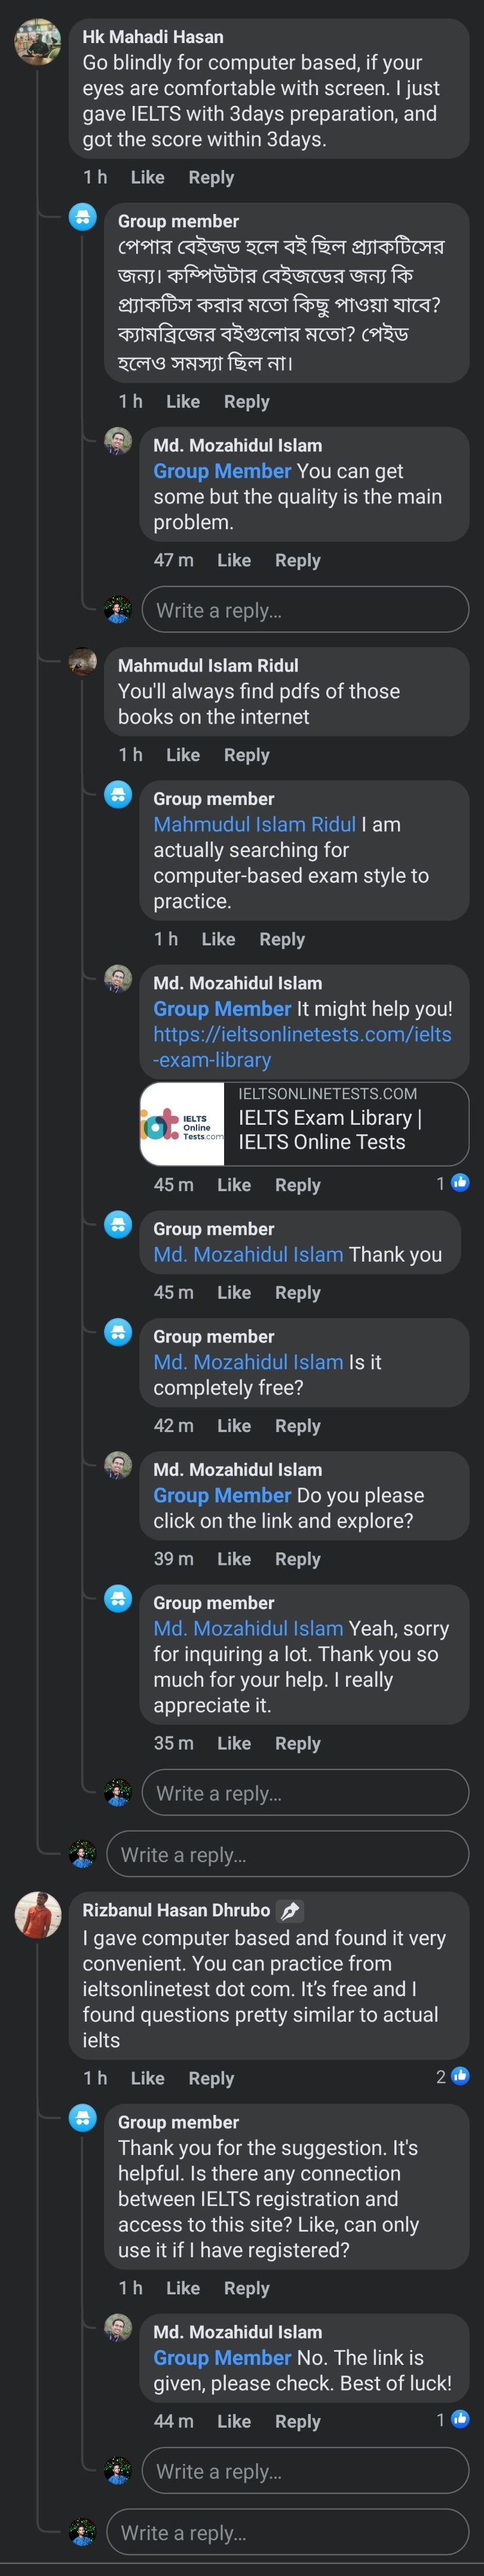 Hk Mahadi Hasan
Go blindly for computer based, if your
eyes are comfortable with screen. I just
gave IELTS with 3days preparation, and
got the score within 3days.
1 h Like Reply
Group member
পেপার বেইজড হলে বই ছিল প্র্যাকটিসের
জন্য। কম্পিউটার বেইজডের জন্য কি
প্র্যাকটিস করার মতো কিছু পাওয়া যাবে?
ক্যামব্রিজের বইগুলোর মতো? পেইড
হলেও সমস্যা ছিল না।
1 h Like Reply
Md. Mozahidul Islam
Group Member You can get
some but the quality is the main
problem.
47 m Like Reply
Write a reply...
Mahmudul Islam Ridul
You'll always find pdfs of those
books on the internet
1 h Like Reply
Group member
Mahmudul Islam Ridul I am
actually searching for
computer-based exam style to
practice.
1 h Like Reply
Md. Mozahidul Islam
Group Member It might help you!
https://ieltsonlinetests.com/ielts
-exam-library
IELTS
Online
Tests.com
IELTSONLINETESTS.COM
IELTS Exam Library |
IELTS Online Tests
45 m Like Reply 1
Group member
Md. Mozahidul Islam Thank you
45 m Like Reply
Group member
Md. Mozahidul Islam Is it
completely free?
42 m Like Reply
Md. Mozahidul Islam
Group Member Do you please
click on the link and explore?
39 m Like Reply
Group member
Md. Mozahidul Islam Yeah, sorry
for inquiring a lot. Thank you so
much for your help. I really
appreciate it.
35 m Like Reply
Write a reply...
Write a reply...
Rizbanul Hasan Dhrubo
I gave computer based and found it very
convenient. You can practice from
ieltsonlinetest dot com. It's free and I
found questions pretty similar to actual
ielts
1 h Like Reply 2
Group member
Thank you for the suggestion. It's
helpful. Is there any connection
between IELTS registration and
access to this site? Like, can only
use it if I have registered?
1 h Like Reply
Md. Mozahidul Islam
Group Member No. The link is
given, please check. Best of luck!
44 m Like Reply 1
Write a reply...
Write a reply...